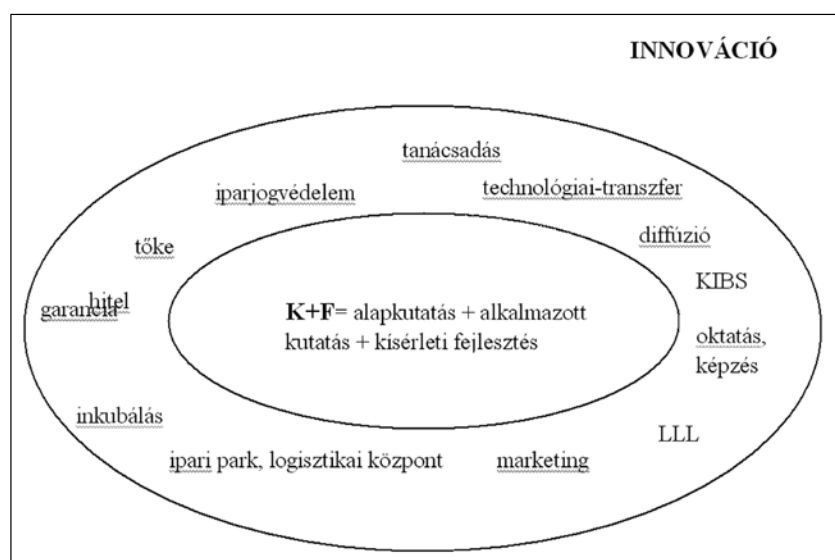 INNOVÁCIÓ
tanácsadás
iparjogvédelem
technológiai-transzfer
tőke
diffúzió
KIBS
hitel
garancia
K+F= alapkutatás + alkalmazott
kutatás + kísérleti fejlesztés
oktatás,
képzés
inkubálás
LLL
ipari park, logisztikai központ
marketing